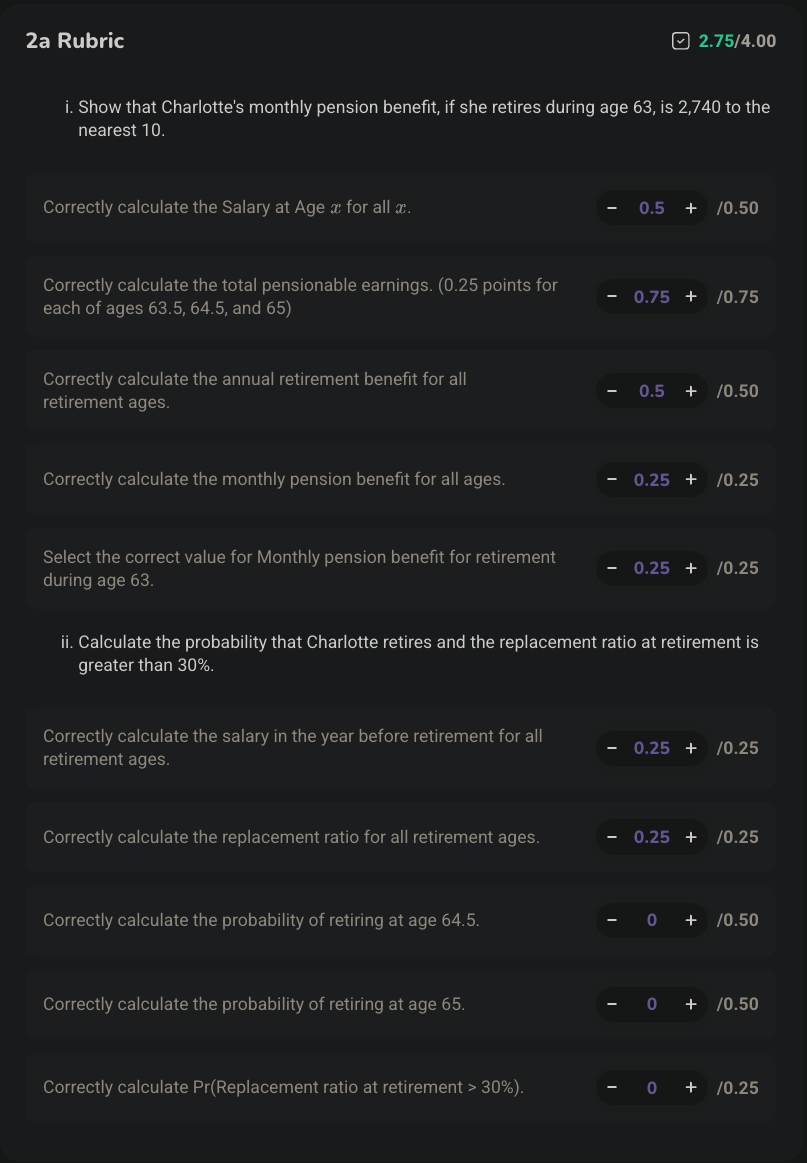 2a Rubric
2.75/4.00
i. Show that Charlotte's monthly pension benefit, if she retires during age 63, is 2,740 to the
nearest 10.
Correctly calculate the Salary at Age x for all x.
− 0.5 + /0.50
Correctly calculate the total pensionable earnings. (0.25 points for
each of ages 63.5, 64.5, and 65)
− 0.75 + /0.75
Correctly calculate the annual retirement benefit for all
retirement ages.
− 0.5 + /0.50
Correctly calculate the monthly pension benefit for all ages.
− 0.25 + /0.25
Select the correct value for Monthly pension benefit for retirement
during age 63.
− 0.25 + /0.25
ii. Calculate the probability that Charlotte retires and the replacement ratio at retirement is
greater than 30%.
Correctly calculate the salary in the year before retirement for all
retirement ages.
− 0.25 + /0.25
Correctly calculate the replacement ratio for all retirement ages.
− 0.25 + /0.25
Correctly calculate the probability of retiring at age 64.5.
− 0 + /0.50
Correctly calculate the probability of retiring at age 65.
− 0 + /0.50
Correctly calculate Pr(Replacement ratio at retirement > 30%).
− 0 + /0.25